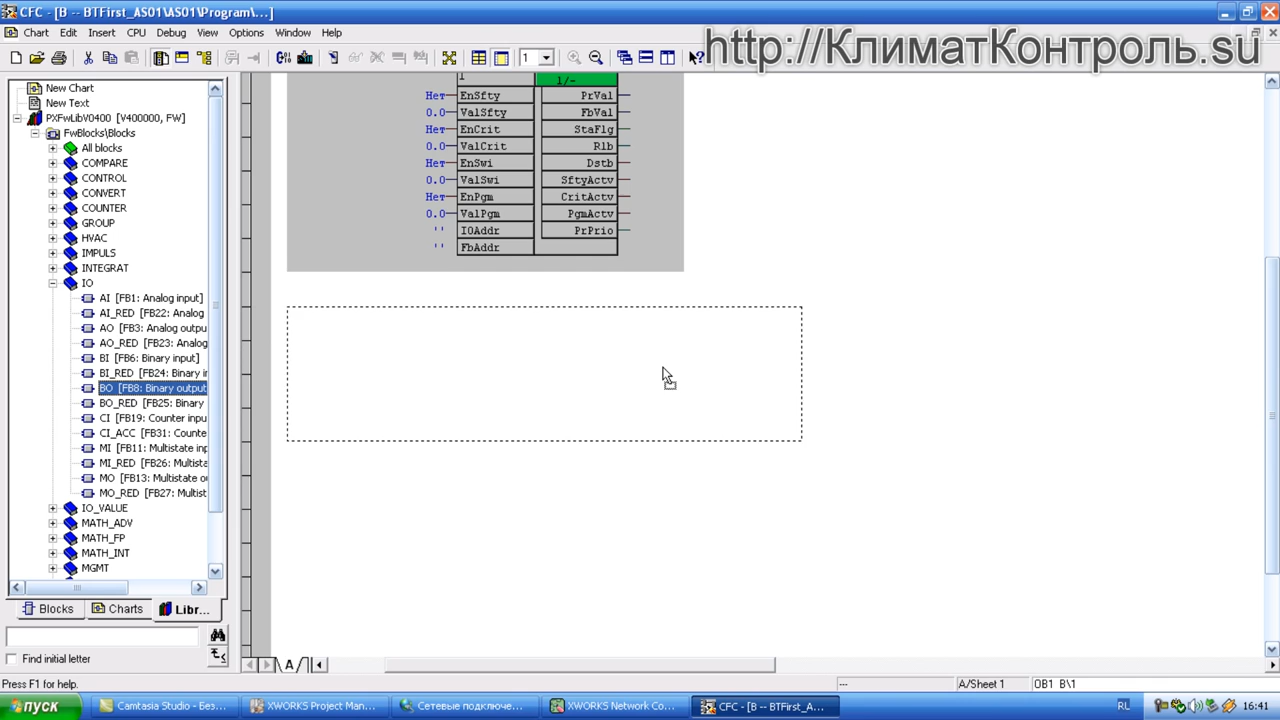 CFC - [B -- BTFirst_AS01\AS01\Program\...]
Chart Edit Insert CPU Debug View Options Window Help
http://КлиматКонтроль.su
1
New Chart
New Text
PXFwLibV0400 [V400000, FW]
FwBlocks\Blocks
All blocks
COMPARE
CONTROL
CONVERT
COUNTER
GROUP
HVAC
IMPULS
INTEGRAT
IO
AI [FB1: Analog input]
AI_RED [FB22: Analog
AO [FB3: Analog outpu
AO_RED [FB23: Analog
BI [FB6: Binary input]
BI_RED [FB24: Binary ir
BO [FB8: Binary output
BO_RED [FB25: Binary
CI [FB19: Counter inpu
CI_ACC [FB31: Counte
MI [FB11: Multistate inp
MI_RED [FB26: Multista
MO [FB13: Multistate ou
MO_RED [FB27: Multist
IO_VALUE
MATH_ADV
MATH_FP
MATH_INT
MGMT
Blocks Charts Libr...
Find initial letter
1 1/-
Нет EnSfty PrVal
0.0 ValSfty FbVal
Нет EnCrit StaFlg
0.0 ValCrit Rlb
Нет EnSwi Dstb
0.0 ValSwi SftyActv
Нет EnPgm CritActv
0.0 ValPgm PgmActv
'' IOAddr PrPrio
'' FbAddr
A
Press F1 for help. --- A/Sheet 1 OB1 B\1
пуск Camtasia Studio - Без... XWORKS Project Man... Сетевые подключе... XWORKS Network Co... CFC - [B -- BTFirst_A... RL 16:41